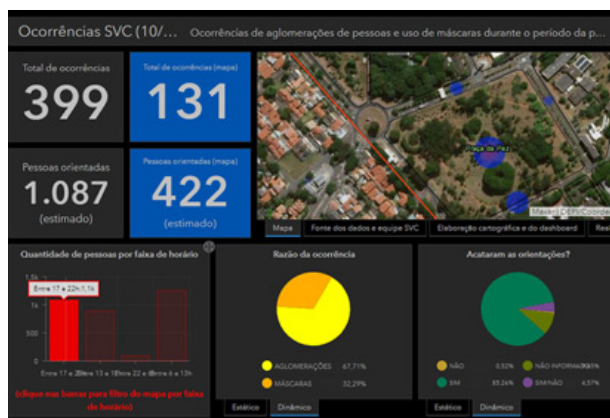 Ocorrências SVC (10/...
Ocorrências de aglomerações de pessoas e uso de máscaras durante o período da p...
Total de ocorrências
399
Total de ocorrências (mapa)
131
Pessoas orientadas
1.087
(estimado)
Pessoas orientadas (mapa)
422
(estimado)
Praça da Paz
Mapa
Fonte dos dados e equipe SVC
Elaboração cartográfica e do dashboard
Quantidade de pessoas por faixa de horário
1,5k
Entre 17 e 22h:1,1k
500
0
(clique nas barras para filtro do mapa por faixa
de horário)
Razão da ocorrência
AGLOMERAÇÕES 67,71%
MÁSCARAS 32,29%
Estático
Dinâmico
Acataram as orientações?
NÃO 0,52%
SIM
SIM/NÃO 4,57%
Estático
Dinâmico